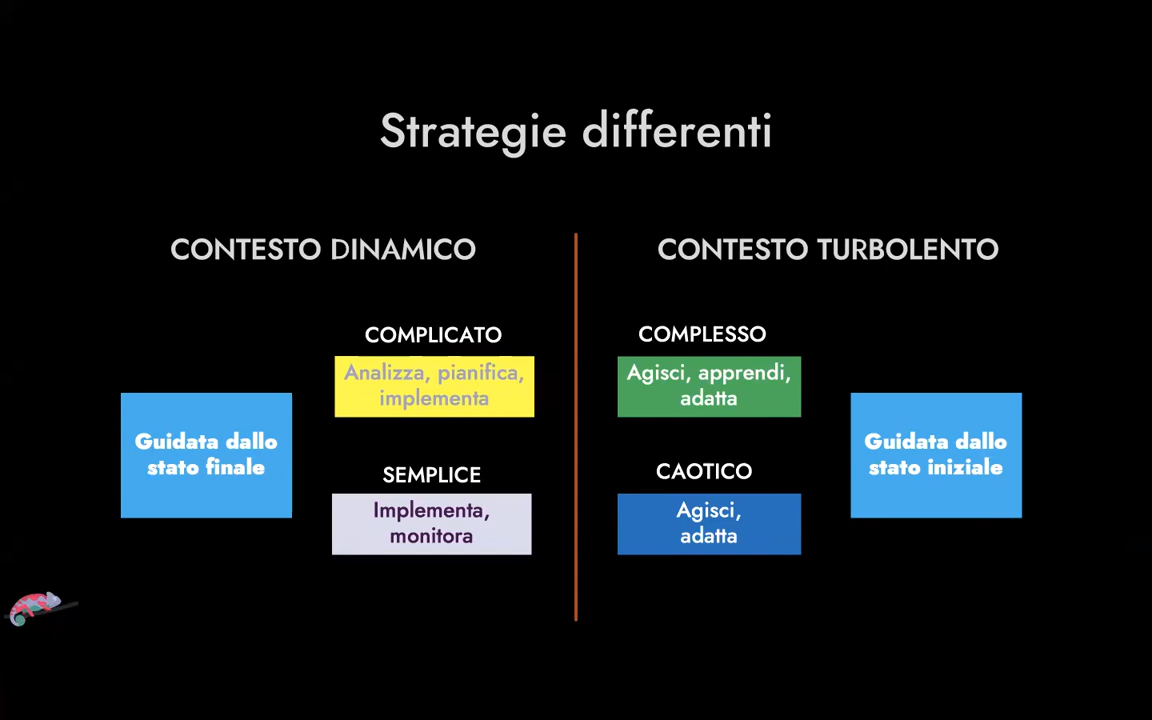 Strategie differenti
CONTESTO DINAMICO
COMPLICATO
Analizza, pianifica,
implementa
Guidata dallo
stato finale
SEMPLICE
Implementa,
monitora
CONTESTO TURBOLENTO
COMPLESSO
Agisci, apprendi,
adatta
Guidata dallo
stato iniziale
CAOTICO
Agisci,
adatta